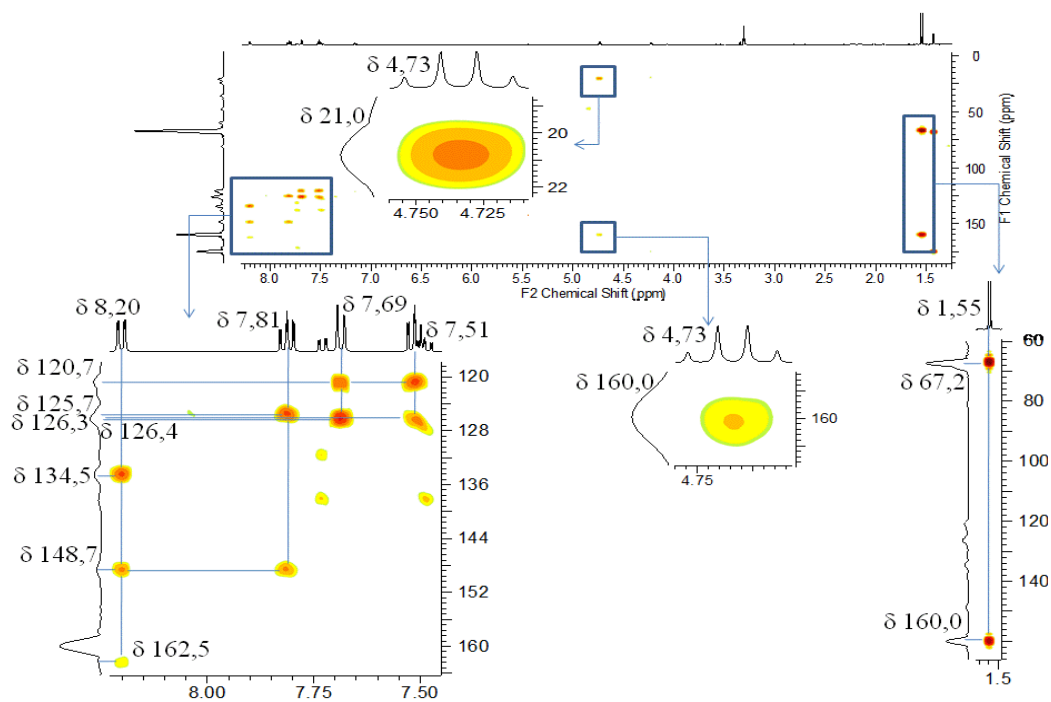 δ 4,73
δ 21,0
20
22
4.750 4.725
0
50
100
150
F1 Chemical Shift (ppm)
8.0 7.5 7.0 6.5 6.0 5.5 5.0 4.5 4.0 3.5 3.0 2.5 2.0 1.5
F2 Chemical Shift (ppm)
δ 8,20
δ 7,81
δ 7,69
δ 7,51
δ 120,7
δ 125,7
δ 126,3
δ 126,4
δ 134,5
δ 148,7
δ 162,5
120
128
136
144
152
160
8.00 7.75 7.50
δ 4,73
δ 160,0
160
4.75
δ 1,55
δ 67,2
δ 160,0
60
80
100
120
140
160
1.5